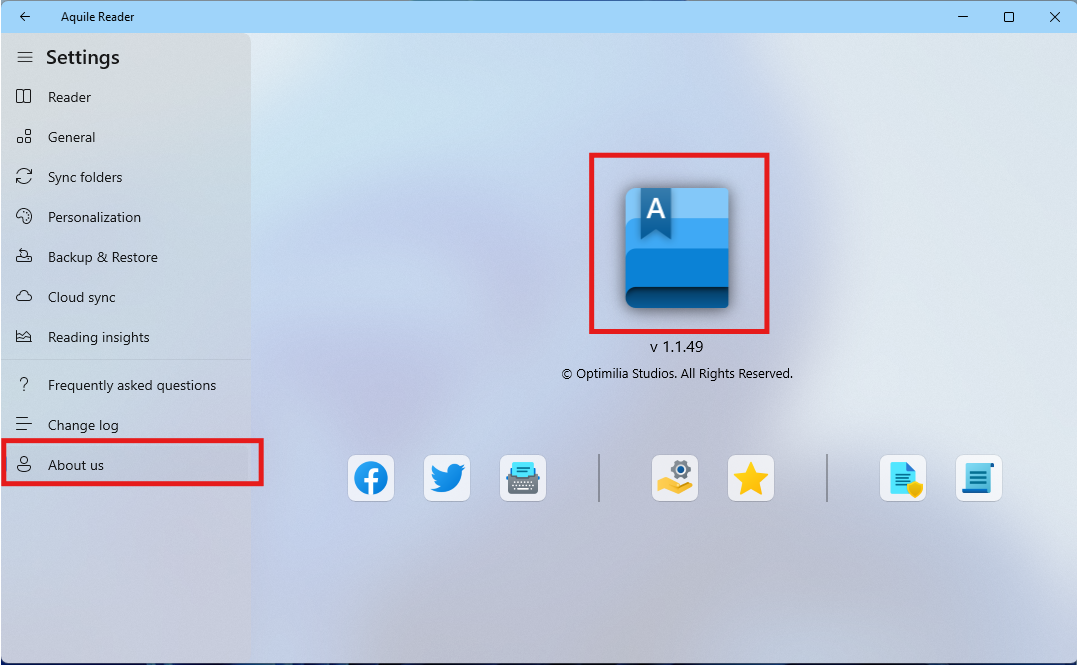 Aquile Reader
Settings
Reader
General
Sync folders
Personalization
Backup & Restore
Cloud sync
Reading insights
? Frequently asked questions
Change log
About us
A
v 1.1.49
© Optimilia Studios. All Rights Reserved.